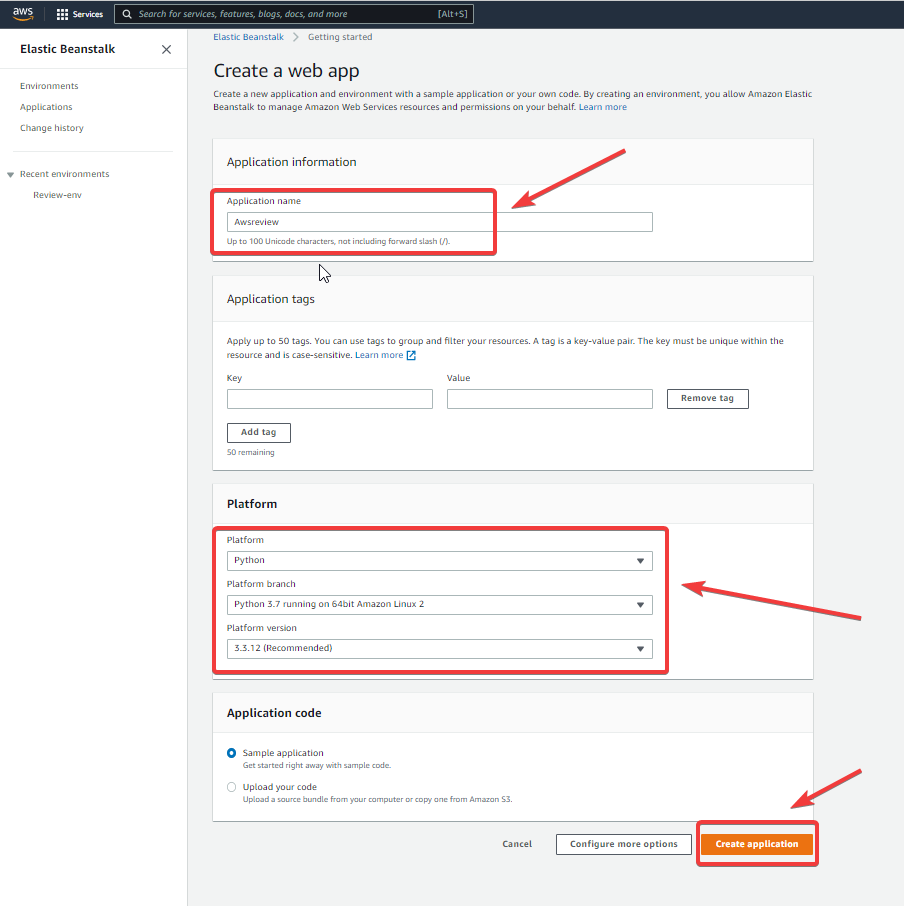 aws
Services
Search for services, features, blogs, docs, and more
[Alt+S]
Elastic Beanstalk
Environments
Applications
Change history
Recent environments
Review-env
Elastic Beanstalk
Getting started
Create a web app
Create a new application and environment with a sample application or your own code. By creating an environment, you allow Amazon Elastic
Beanstalk to manage Amazon Web Services resources and permissions on your behalf. Learn more
Application information
Application name
Awsreview
Up to 100 Unicode characters, not including forward slash (/).
Application tags
Apply up to 50 tags. You can use tags to group and filter your resources. A tag is a key-value pair. The key must be unique within the
resource and is case-sensitive. Learn more
Key
Value
Remove tag
Add tag
50 remaining
Platform
Platform
Python
Platform branch
Python 3.7 running on 64bit Amazon Linux 2
Platform version
3.3.12 (Recommended)
Application code
Sample application
Get started right away with sample code.
Upload your code
Upload a source bundle from your computer or copy one from Amazon S3.
Cancel
Configure more options
Create application